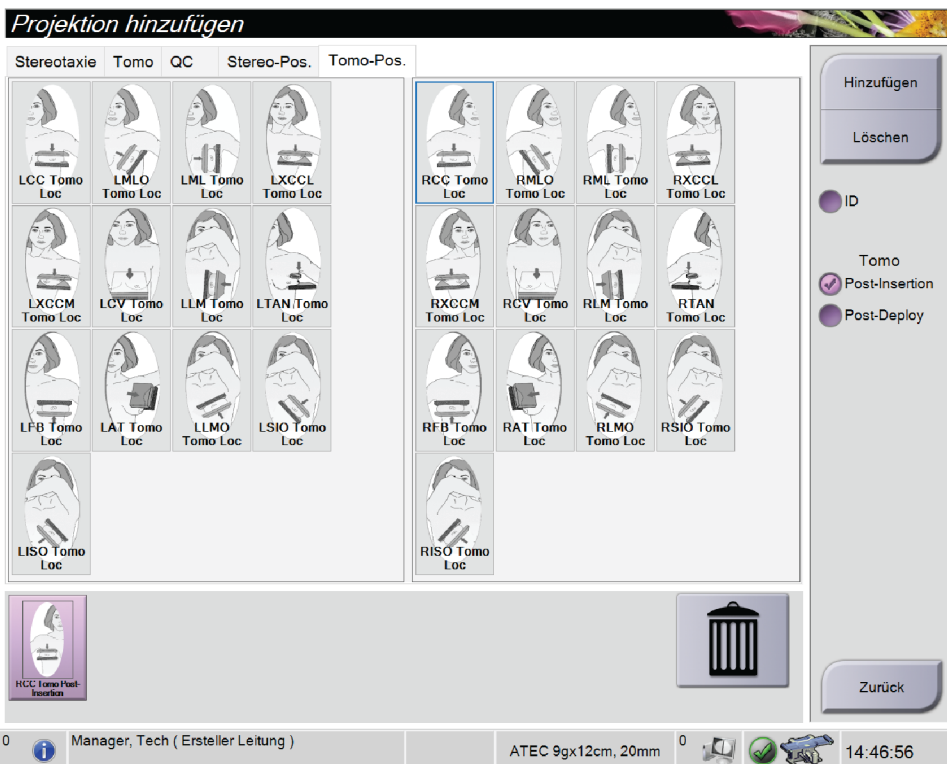 Projektion hinzufügen
Stereotaxie Tomo QC Stereo-Pos. Tomo-Pos.
LCC Tomo
Loc
LMLO
Tomo Loc
LML Tomo
Loc
LXCCL
Tomo Loc
LXCCM
Tomo Loc
LCV Tomo
Loc
LLM Tomo
Loc
LTAN Tomo
Loc
LFB Tomo
Loc
LAT Tomo
Loc
LLMO
Tomo Loc
LSIO Tomo
Loc
LISO Tomo
Loc
RCC Tomo
Loc
RMLO
Tomo Loc
RML Tomo
Loc
RXCCL
Tomo Loc
RXCCM
Tomo Loc
RCV Tomo
Loc
RLM Tomo
Loc
RTAN
Tomo Loc
RFB Tomo
Loc
RAT Tomo
Loc
RLMO
Tomo Loc
RSIO Tomo
Loc
RISO Tomo
Loc
Hinzufügen
Löschen
ID
Tomo
Post-Insertion
Post-Deploy
RCC Tomo Post-
Insertion
Zurück
0
Manager, Tech ( Ersteller Leitung )
ATEC 9gx12cm, 20mm
0
14:46:56